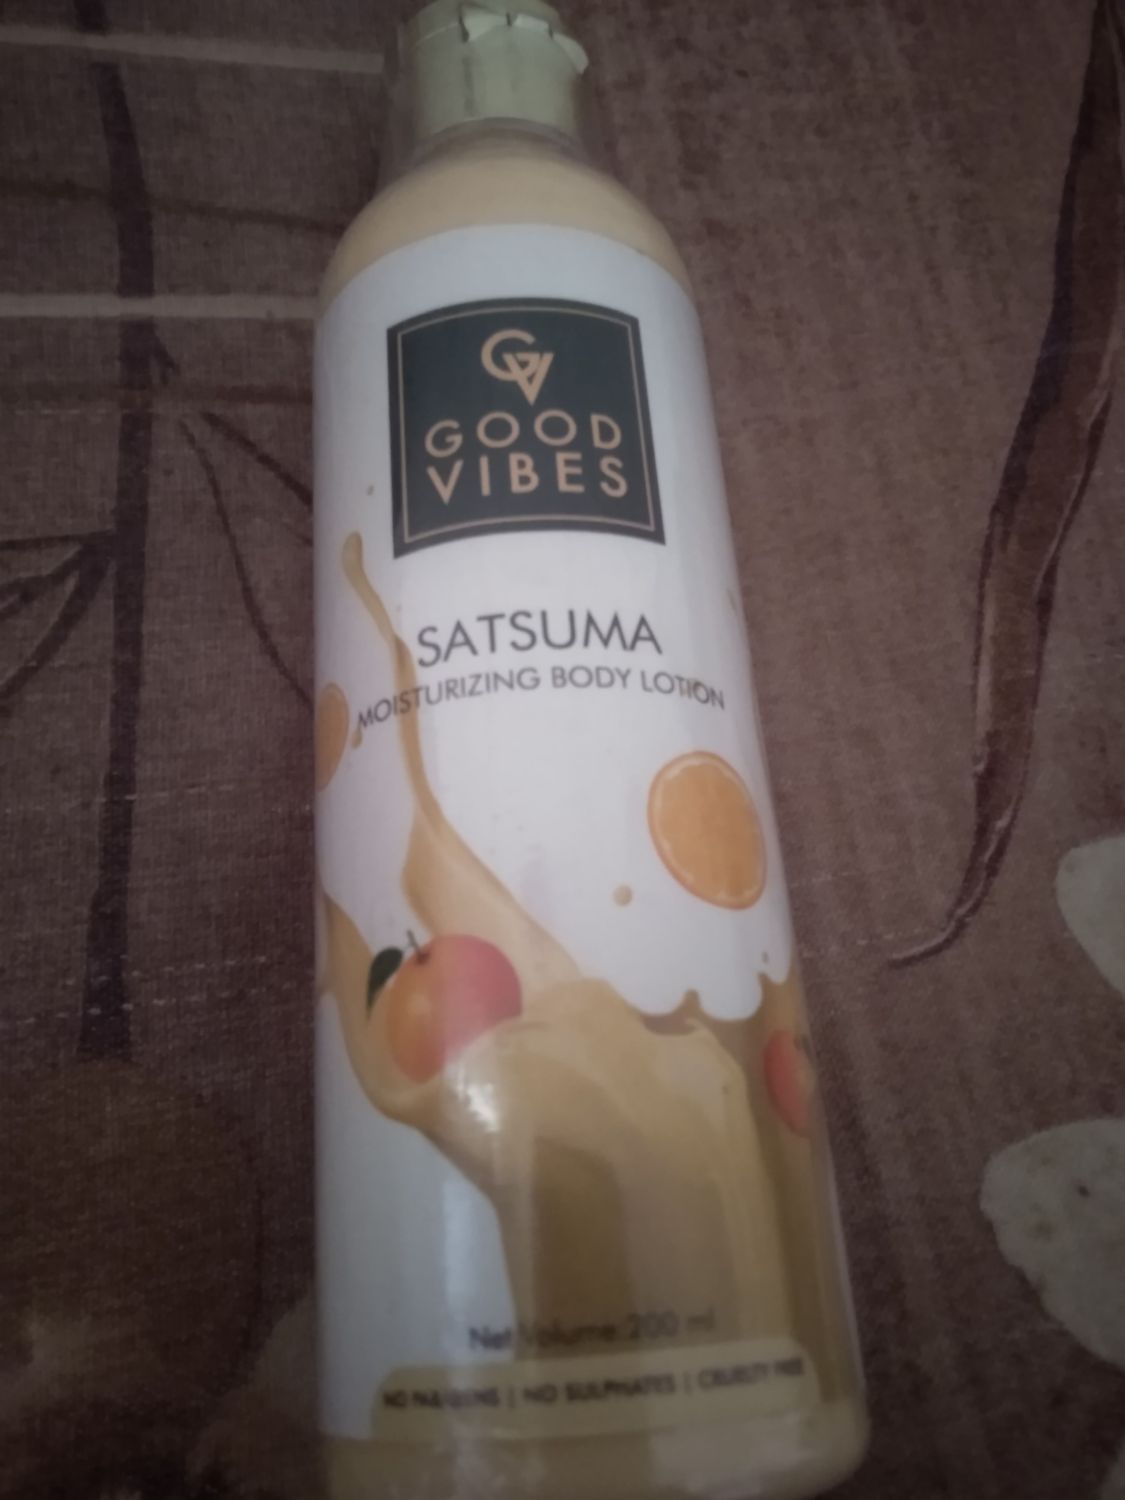 GV
GOOD
VIBES
SATSUMA
MOISTURIZING BODY LOTION
Net Volume: 200 ml
NO PARABENS | NO SULPHATES | CRUELTY FREE